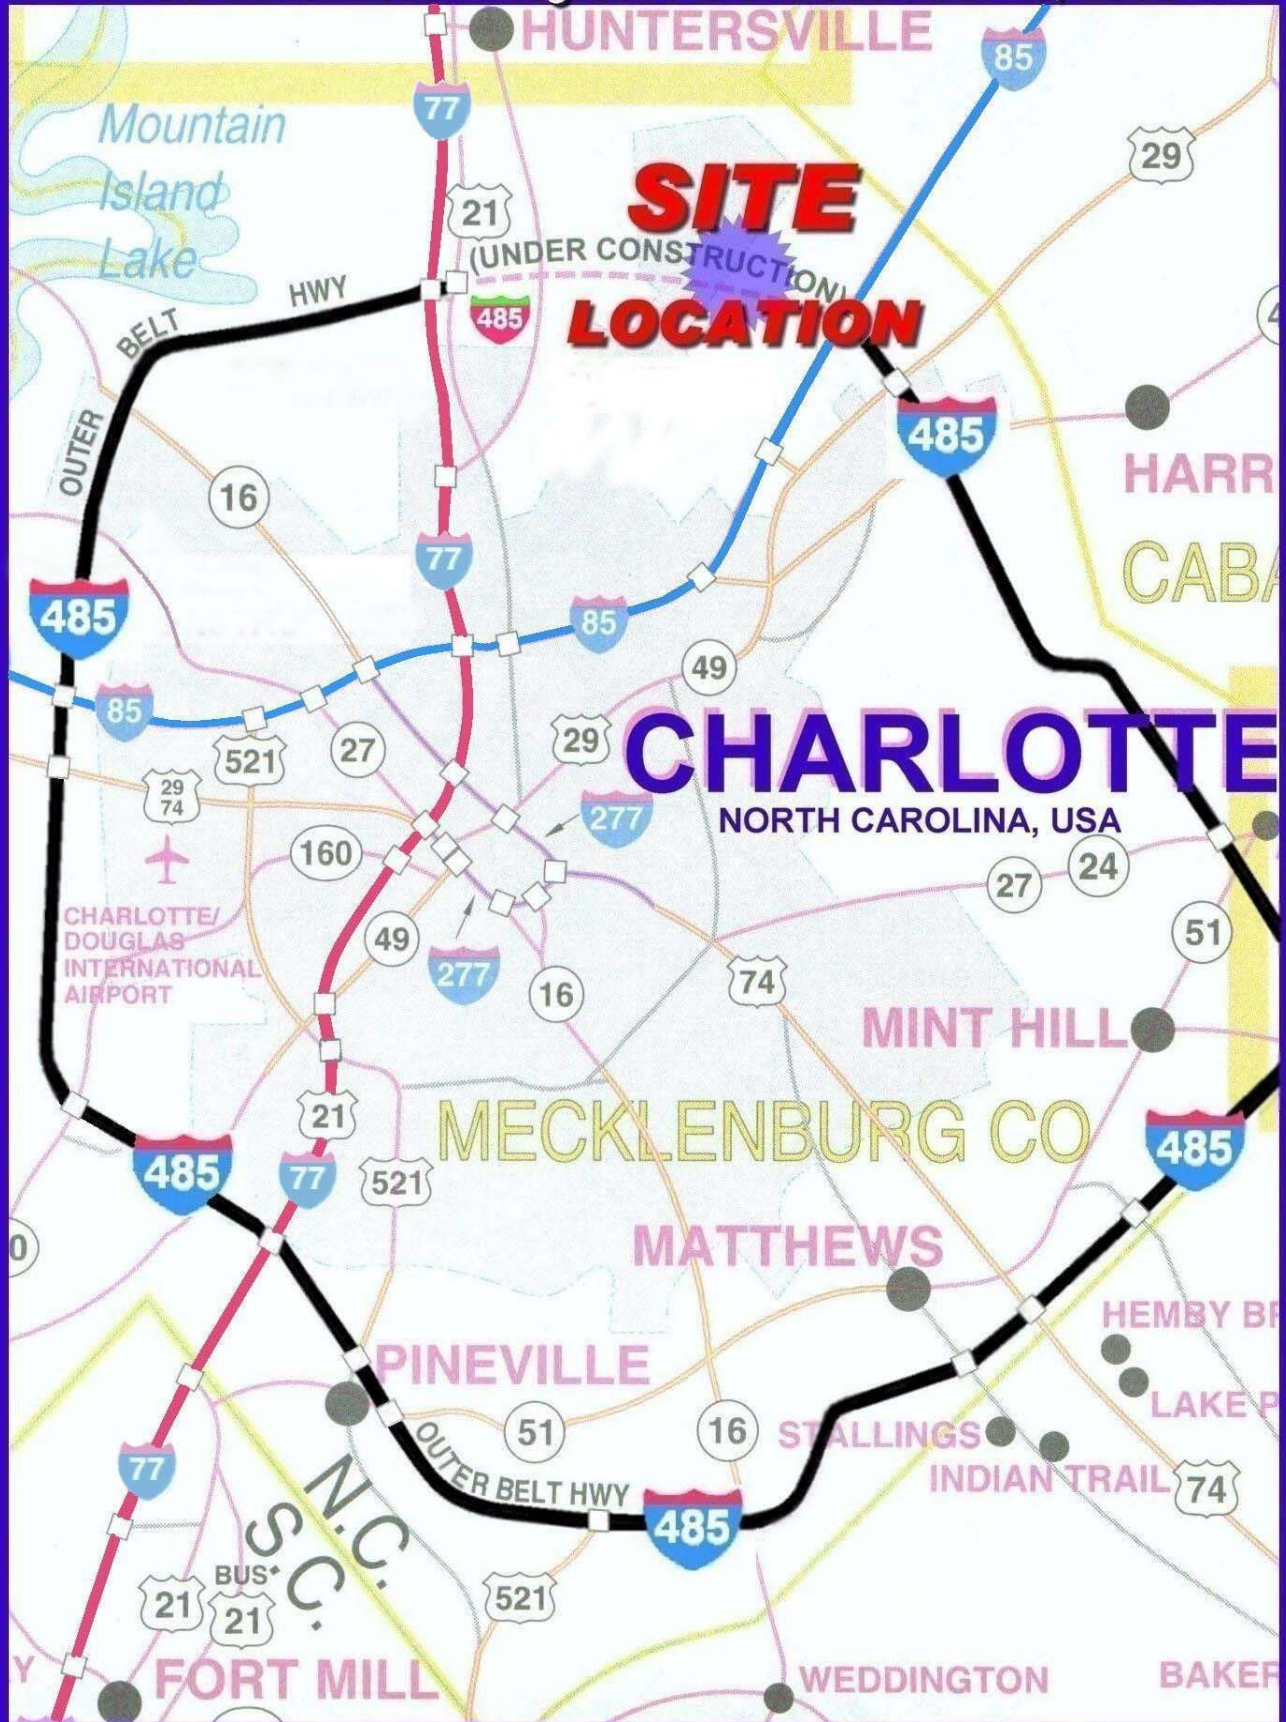 HUNTERSVILLE
85
77
Mountain
Island
Lake
29
21
SITE
(UNDER CONSTRUCTION)
LOCATION
HWY
BELT
OUTER
485
485
HARR
16
77
CABA
485
85
49
85
CHARLOTTE
NORTH CAROLINA, USA
521
27
29
29
74
277
160
24
27
CHARLOTTE/
DOUGLAS
INTERNATIONAL
AIRPORT
49
277
16
74
51
MINT HILL
21
MECKLENBURG CO
485
485
77
521
MATTHEWS
0
HEMBY BR
PINEVILLE
LAKE P
51
16
STALLINGS
INDIAN TRAIL
74
77
OUTER BELT HWY
485
N.C.
S.C.
BUS.
21
21
521
Y
FORT MILL
WEDDINGTON
BAKER